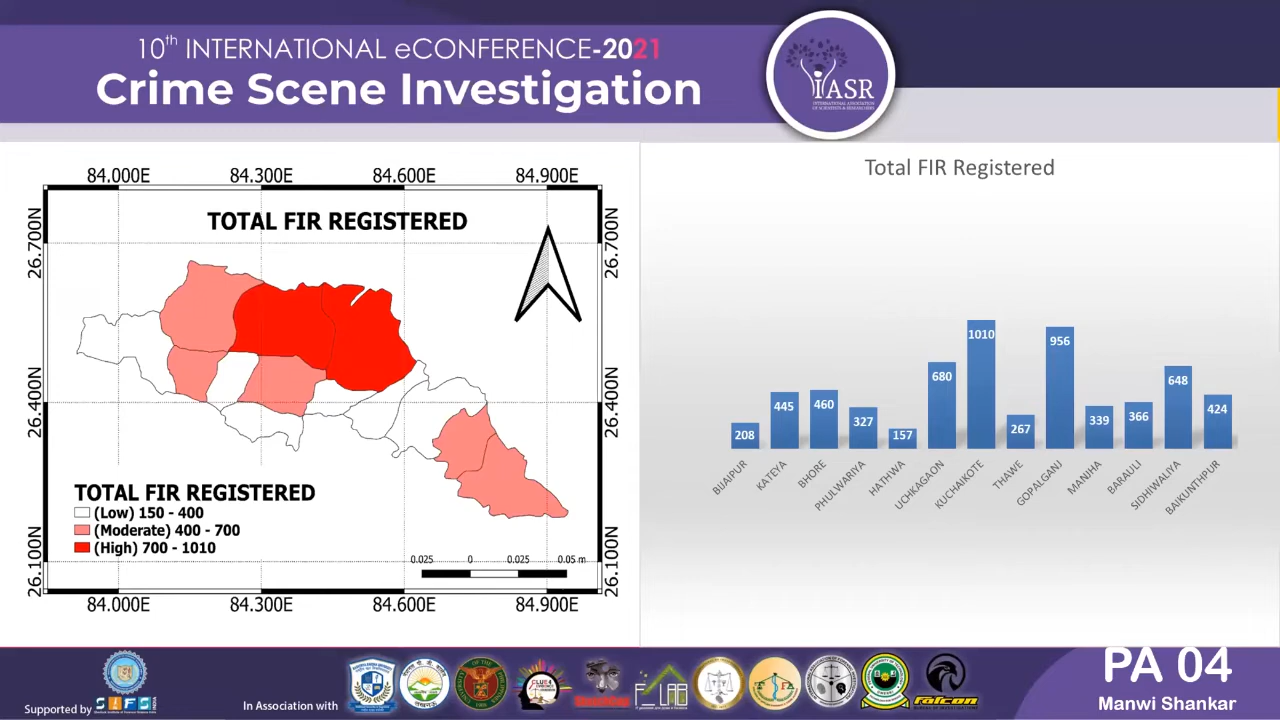 10th INTERNATIONAL eCONFERENCE-2021
Crime Scene Investigation
iASR
INTERNATIONAL ASSOCIATION
OF SCIENTISTS & RESEARCHERS
84.000E 84.300E 84.600E 84.900E
TOTAL FIR REGISTERED
26.700N 26.700N
26.400N 26.400N
26.100N 26.100N
TOTAL FIR REGISTERED
(Low) 150 - 400
(Moderate) 400 - 700
(High) 700 - 1010
0.025 0 0.025 0.05 m
84.000E 84.300E 84.600E 84.900E
Total FIR Registered
208 445 460 327 157 680 1010 267 956 339 366 648 424
BIJAIPUR KATEYA BHORE PHULWARIYA HATHWA UCHKAGAON KUCHAIKOTE THAWE GOPALGANJ MANJHA BARAULI SIDHWALIYA BAIKUNTHPUR
Supported by
SIFS INDIA
In Association with
CLUE4
F-LAB
FALCON
PA 04
Manwi Shankar